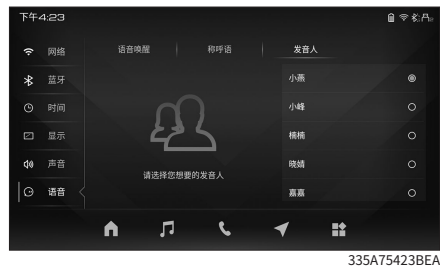 下午4:23
网络
蓝牙
时间
显示
声音
语音
语音唤醒 称呼语 发音人
小燕
小峰
楠楠
晓婧
嘉嘉
请选择您想要的发音人
335A75423BEA